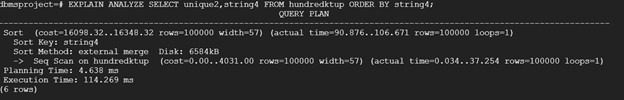 dbmsproject=# EXPLAIN ANALYZE SELECT unique2,string4 FROM hundredktup ORDER BY string4;
QUERY PLAN
--------------------------------------------------------------------------------------------------------------------------
Sort  (cost=16098.32..16348.32 rows=100000 width=57) (actual time=90.876..106.671 rows=100000 loops=1)
  Sort Key: string4
  Sort Method: external merge  Disk: 6584kB
  ->  Seq Scan on hundredktup  (cost=0.00..4031.00 rows=100000 width=57) (actual time=0.034..37.254 rows=100000 loops=1)
Planning Time: 4.638 ms
Execution Time: 114.269 ms
(6 rows)